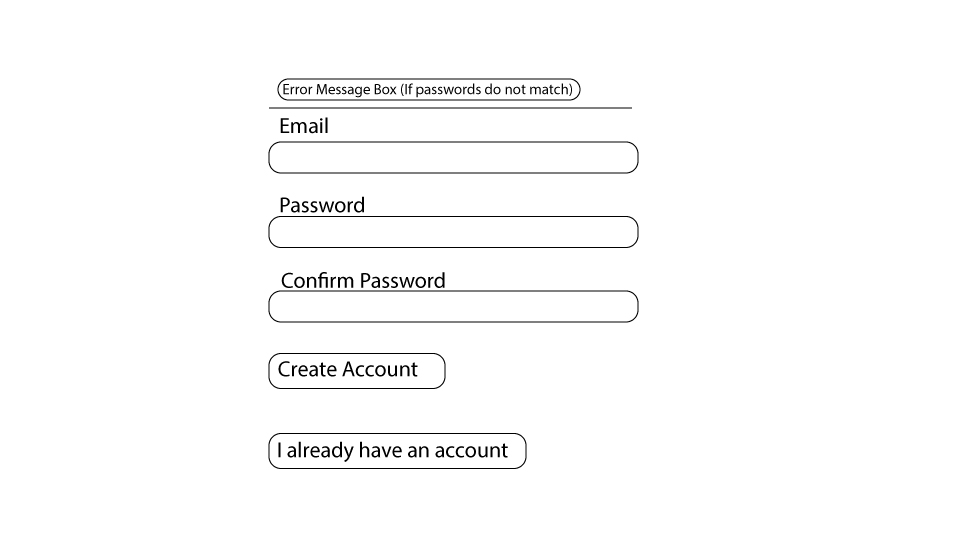 Error Message Box (If passwords do not match)
Email
Password
Confirm Password
Create Account
I already have an account